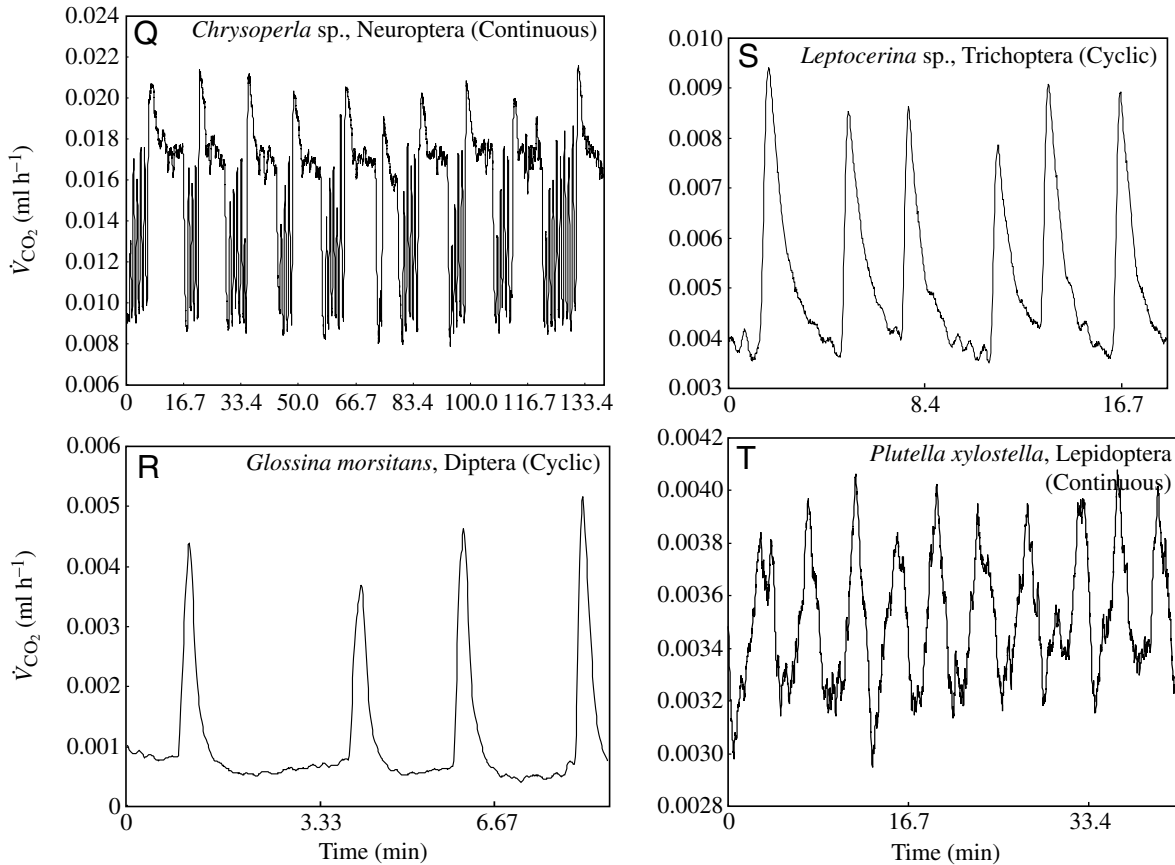 Q
Chrysoperla sp., Neuroptera (Continuous)
0.024
0.022
0.020
0.018
0.016
0.014
0.012
0.010
0.008
0.006
V̇CO₂ (ml h⁻¹)
0 16.7 33.4 50.0 66.7 83.4 100.0 116.7 133.4
S
Leptocerina sp., Trichoptera (Cyclic)
0.010
0.009
0.008
0.007
0.006
0.005
0.004
0.003
0 8.4 16.7
R
Glossina morsitans, Diptera (Cyclic)
0.006
0.005
0.004
0.003
0.002
0.001
0
V̇CO₂ (ml h⁻¹)
0 3.33 6.67
Time (min)
T
Plutella xylostella, Lepidoptera
(Continuous)
0.0042
0.0040
0.0038
0.0036
0.0034
0.0032
0.0030
0.0028
0 16.7 33.4
Time (min)